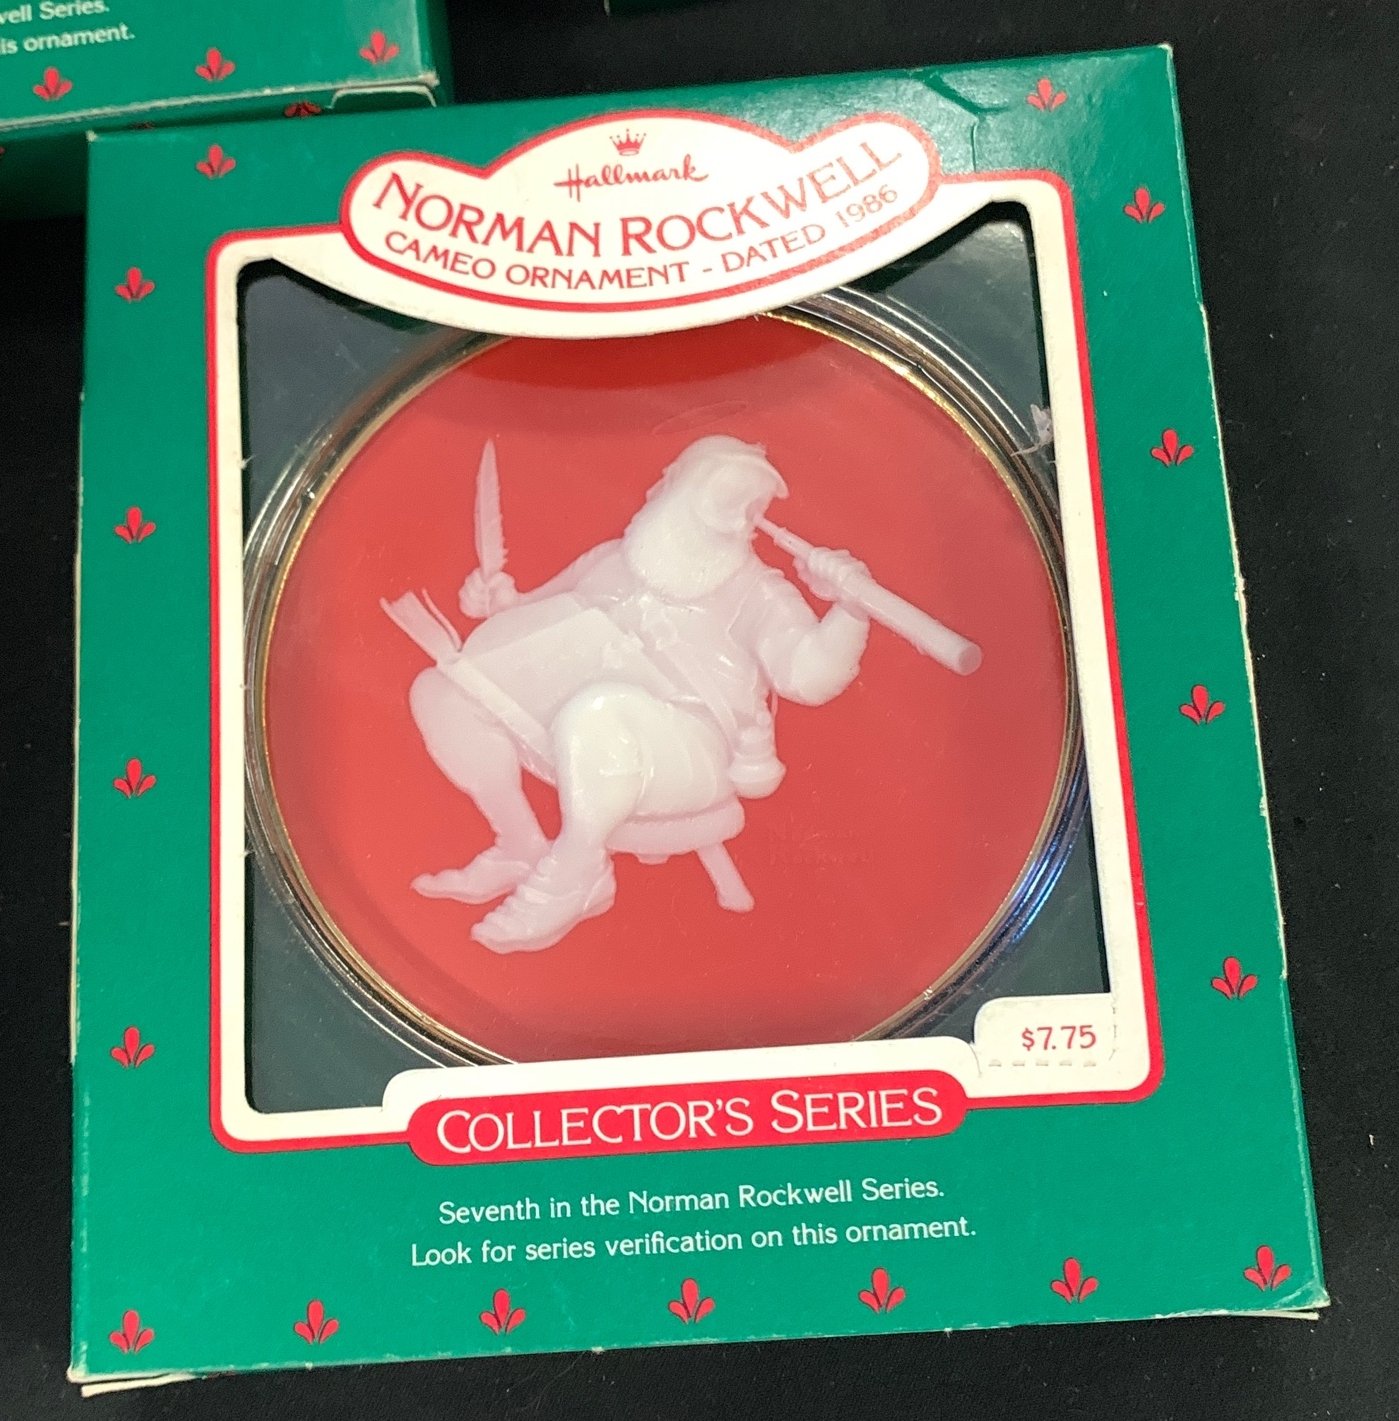 well Series.
is ornament.
Hallmark
NORMAN ROCKWELL
CAMEO ORNAMENT - DATED 1986
$7.75
COLLECTOR'S SERIES
Seventh in the Norman Rockwell Series.
Look for series verification on this ornament.